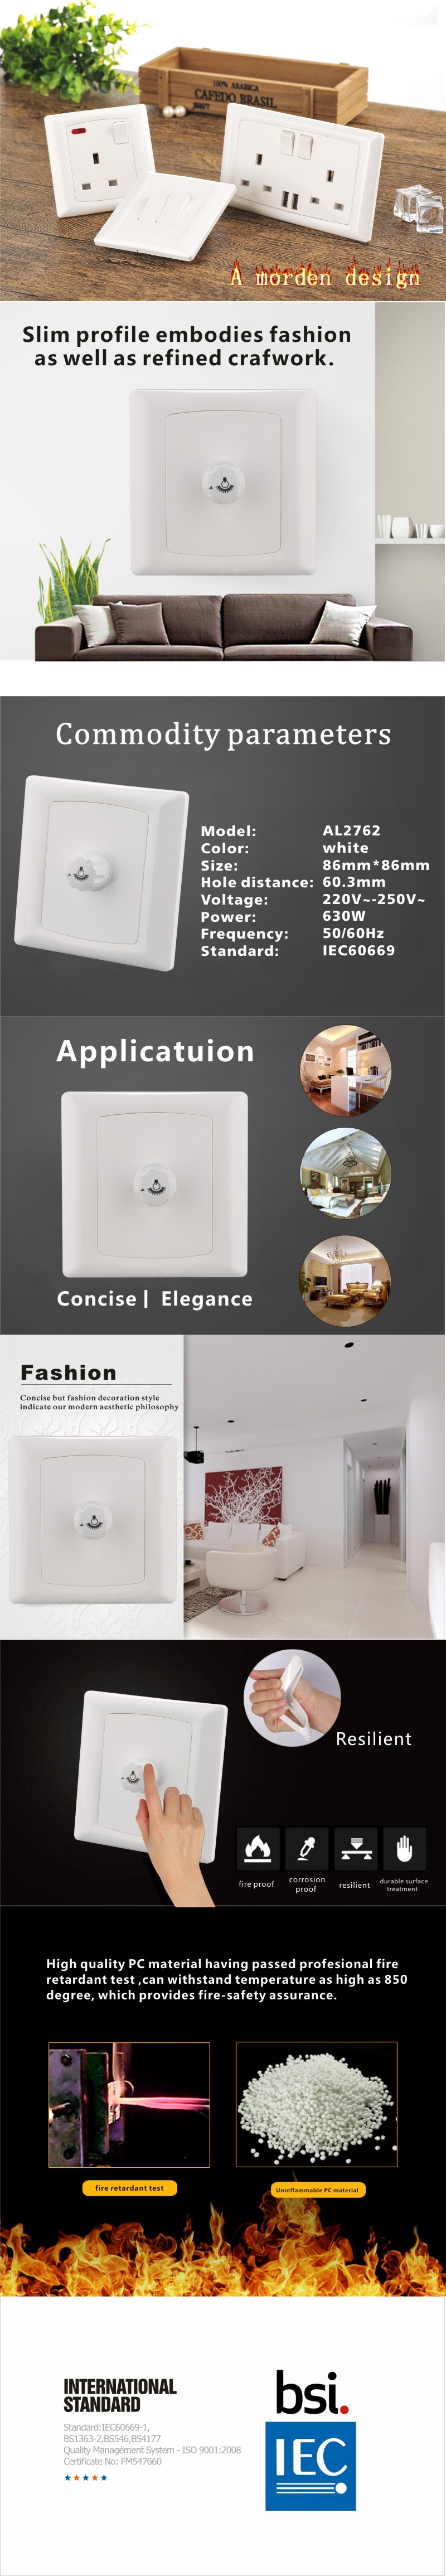 100% ARABICA
CAFEDO BRASIL
A morden design
Slim profile embodies fashion
as well as refined crafwork.
Commodity parameters
Model: AL2762
Color: white
Size: 86mm*86mm
Hole distance: 60.3mm
Voltage: 220V~-250V~
Power: 630W
Frequency: 50/60Hz
Standard: IEC60669
Applicatuion
Concise | Elegance
Fashion
Concise but fashion decoration style
indicate our modern aesthetic philosophy
Resilient
fire proof
corrosion
proof
resilient
durable surface
treatment
High quality PC material having passed profesional fire
retardant test ,can withstand temperature as high as 850
degree, which provides fire-safety assurance.
fire retardant test
Uninflammable PC material
INTERNATIONAL
STANDARD
Standard:IEC60669-1,
BS1363-2,BS546,BS4177
Quality Management System - ISO 9001:2008
Certificate No: FM547660
bsi.
IEC